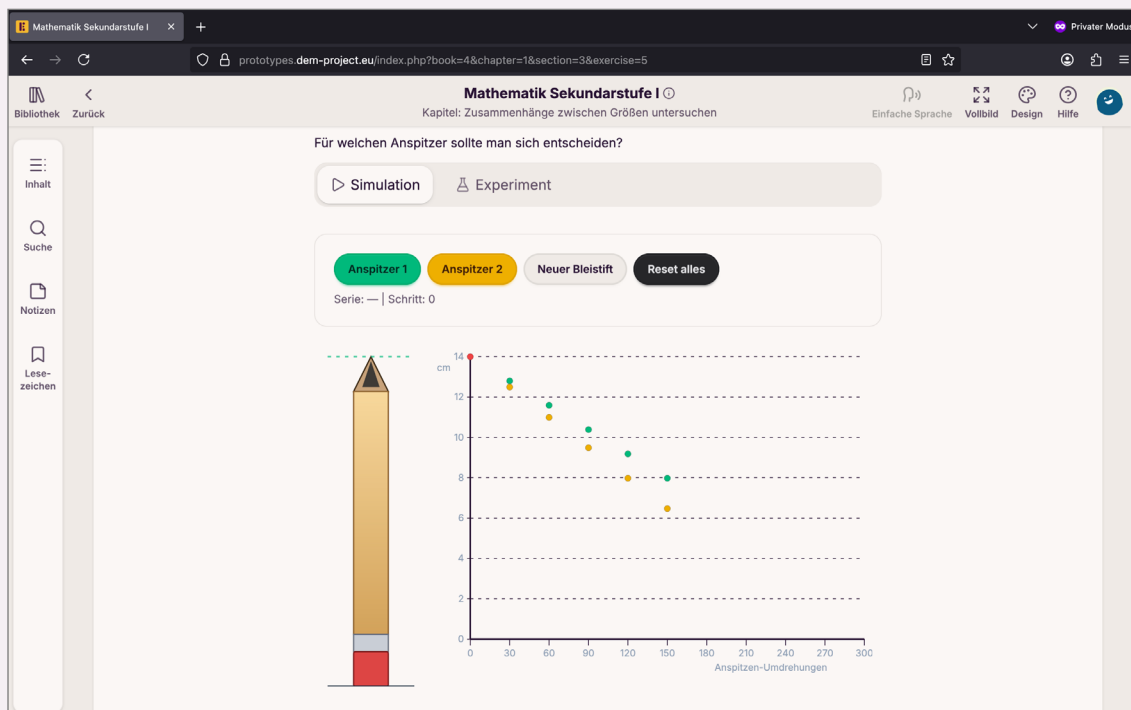 Mathematik Sekundarstufe I
Privater Modus
prototypes.dem-project.eu/index.php?book=4&chapter=1&section=3&exercise=5
Bibliothek
Zurück
Mathematik Sekundarstufe I
Kapitel: Zusammenhänge zwischen Größen untersuchen
Einfache Sprache
Vollbild
Design
Hilfe
Inhalt
Suche
Notizen
Lese-
zeichen
Für welchen Anspitzer sollte man sich entscheiden?
Simulation
Experiment
Anspitzer 1
Anspitzer 2
Neuer Bleistift
Reset alles
Serie: — | Schritt: 0
14
cm
12
10
8
6
4
2
0
0 30 60 90 120 150 180 210 240 270 300
Anspitzen-Umdrehungen